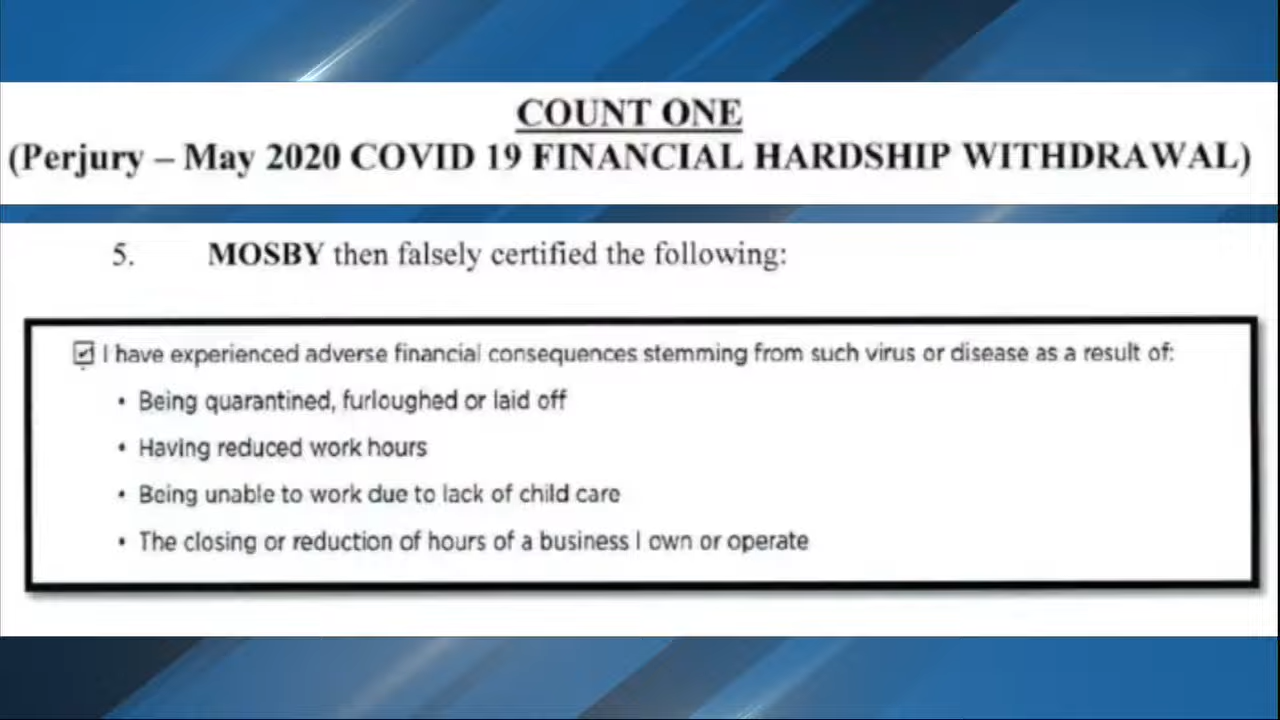 COUNT ONE
(Perjury – May 2020 COVID 19 FINANCIAL HARDSHIP WITHDRAWAL)
5. MOSBY then falsely certified the following:
☑ I have experienced adverse financial consequences stemming from such virus or disease as a result of:
• Being quarantined, furloughed or laid off
• Having reduced work hours
• Being unable to work due to lack of child care
• The closing or reduction of hours of a business I own or operate